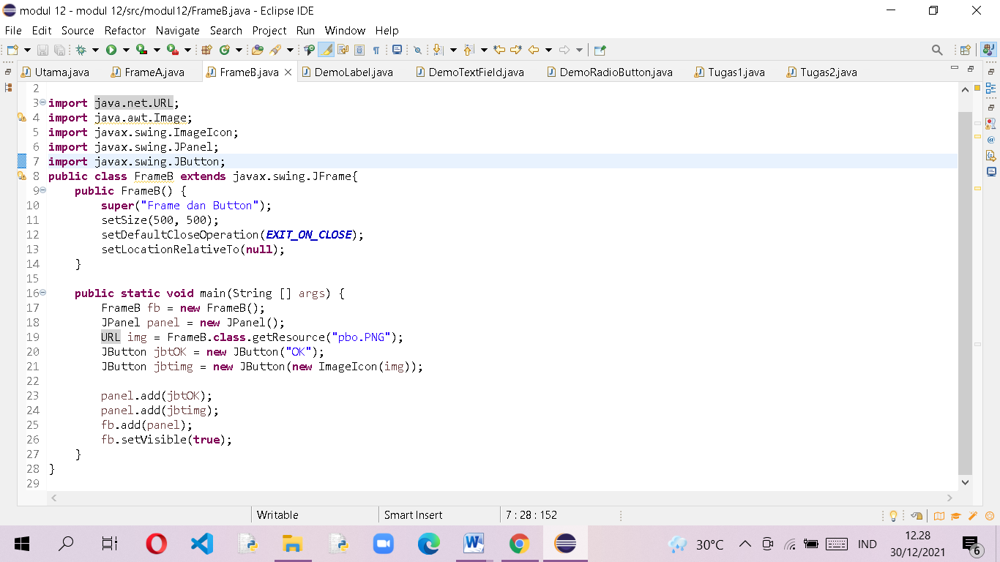 modul 12 - modul 12/src/modul12/FrameB.java - Eclipse IDE
File Edit Source Refactor Navigate Search Project Run Window Help
Utama.java FrameA.java FrameB.java DemoLabel.java DemoTextField.java DemoRadioButton.java Tugas1.java Tugas2.java
2
3 import java.net.URL;
4 import java.awt.Image;
5 import javax.swing.ImageIcon;
6 import javax.swing.JPanel;
7 import javax.swing.JButton;
8 public class FrameB extends javax.swing.JFrame{
9     public FrameB() {
10         super("Frame dan Button");
11         setSize(500, 500);
12         setDefaultCloseOperation(EXIT_ON_CLOSE);
13         setLocationRelativeTo(null);
14     }
15
16     public static void main(String [] args) {
17         FrameB fb = new FrameB();
18         JPanel panel = new JPanel();
19         URL img = FrameB.class.getResource("pbo.PNG");
20         JButton jbtOK = new JButton("OK");
21         JButton jbtimg = new JButton(new ImageIcon(img));
22
23         panel.add(jbtOK);
24         panel.add(jbtimg);
25         fb.add(panel);
26         fb.setVisible(true);
27     }
28 }
29
Writable Smart Insert 7 : 28 : 152
30°C IND 12.28
30/12/2021 6